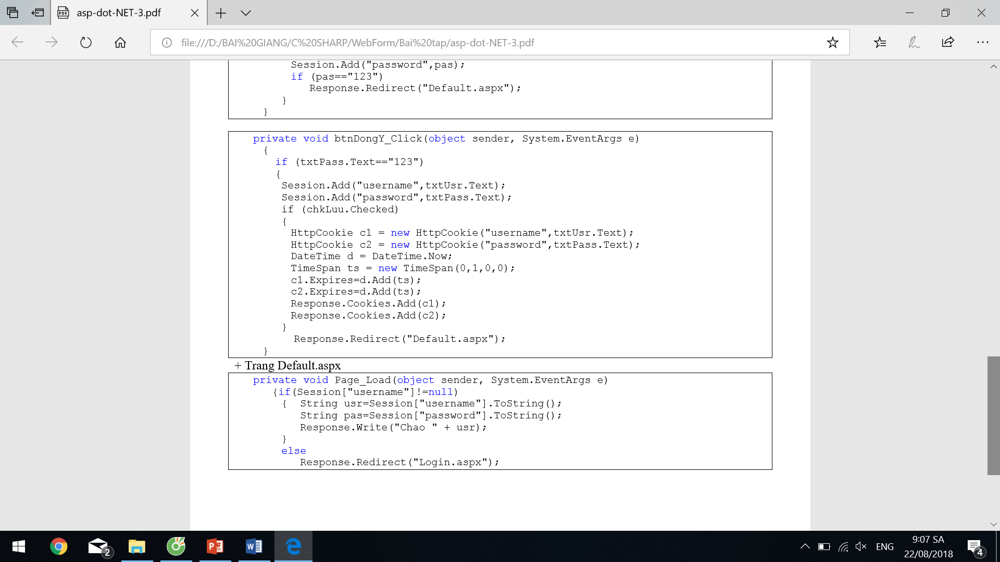 asp-dot-NET-3.pdf
file:///D:/BAI%20GIANG/C%20SHARP/WebForm/Bai%20tap/asp-dot-NET-3.pdf
Session.Add("password",pas);
if (pas=="123")
Response.Redirect("Default.aspx");
}
}
private void btnDongY_Click(object sender, System.EventArgs e)
{
if (txtPass.Text=="123")
{
Session.Add("username",txtUsr.Text);
Session.Add("password",txtPass.Text);
if (chkLuu.Checked)
{
HttpCookie c1 = new HttpCookie("username",txtUsr.Text);
HttpCookie c2 = new HttpCookie("password",txtPass.Text);
DateTime d = DateTime.Now;
TimeSpan ts = new TimeSpan(0,1,0,0);
c1.Expires=d.Add(ts);
c2.Expires=d.Add(ts);
Response.Cookies.Add(c1);
Response.Cookies.Add(c2);
}
Response.Redirect("Default.aspx");
}
+ Trang Default.aspx
private void Page_Load(object sender, System.EventArgs e)
{if(Session["username"]!=null)
{ String usr=Session["username"].ToString();
String pas=Session["password"].ToString();
Response.Write("Chao " + usr);
}
else
Response.Redirect("Login.aspx");
2
ENG
9:07 SA
22/08/2018
4